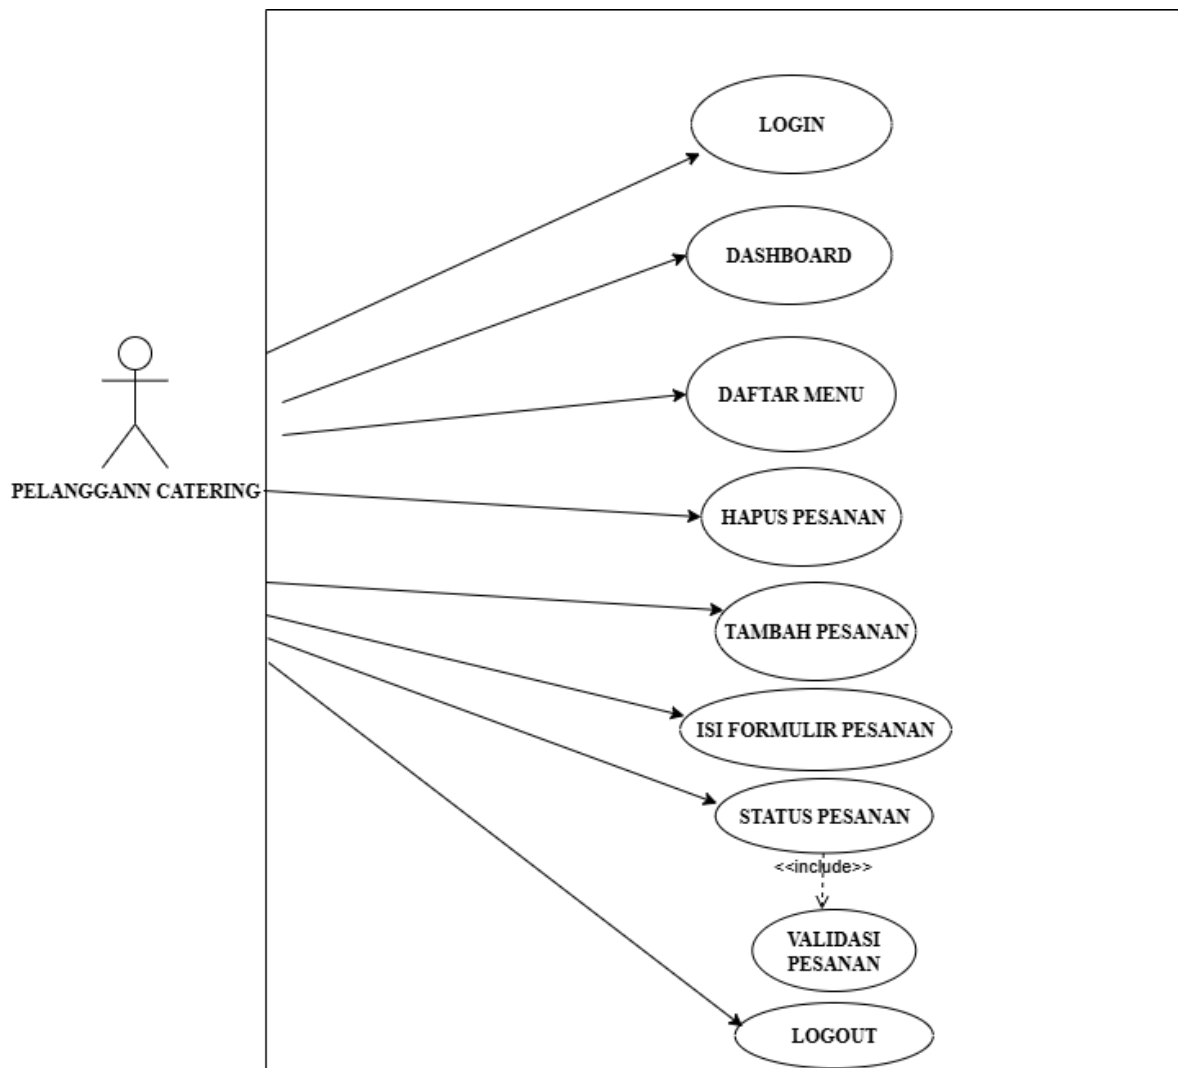 LOGIN
DASHBOARD
DAFTAR MENU
PELANGGANN CATERING
HAPUS PESANAN
TAMBAH PESANAN
ISI FORMULIR PESANAN
STATUS PESANAN
<<include>>
VALIDASI
PESANAN
LOGOUT